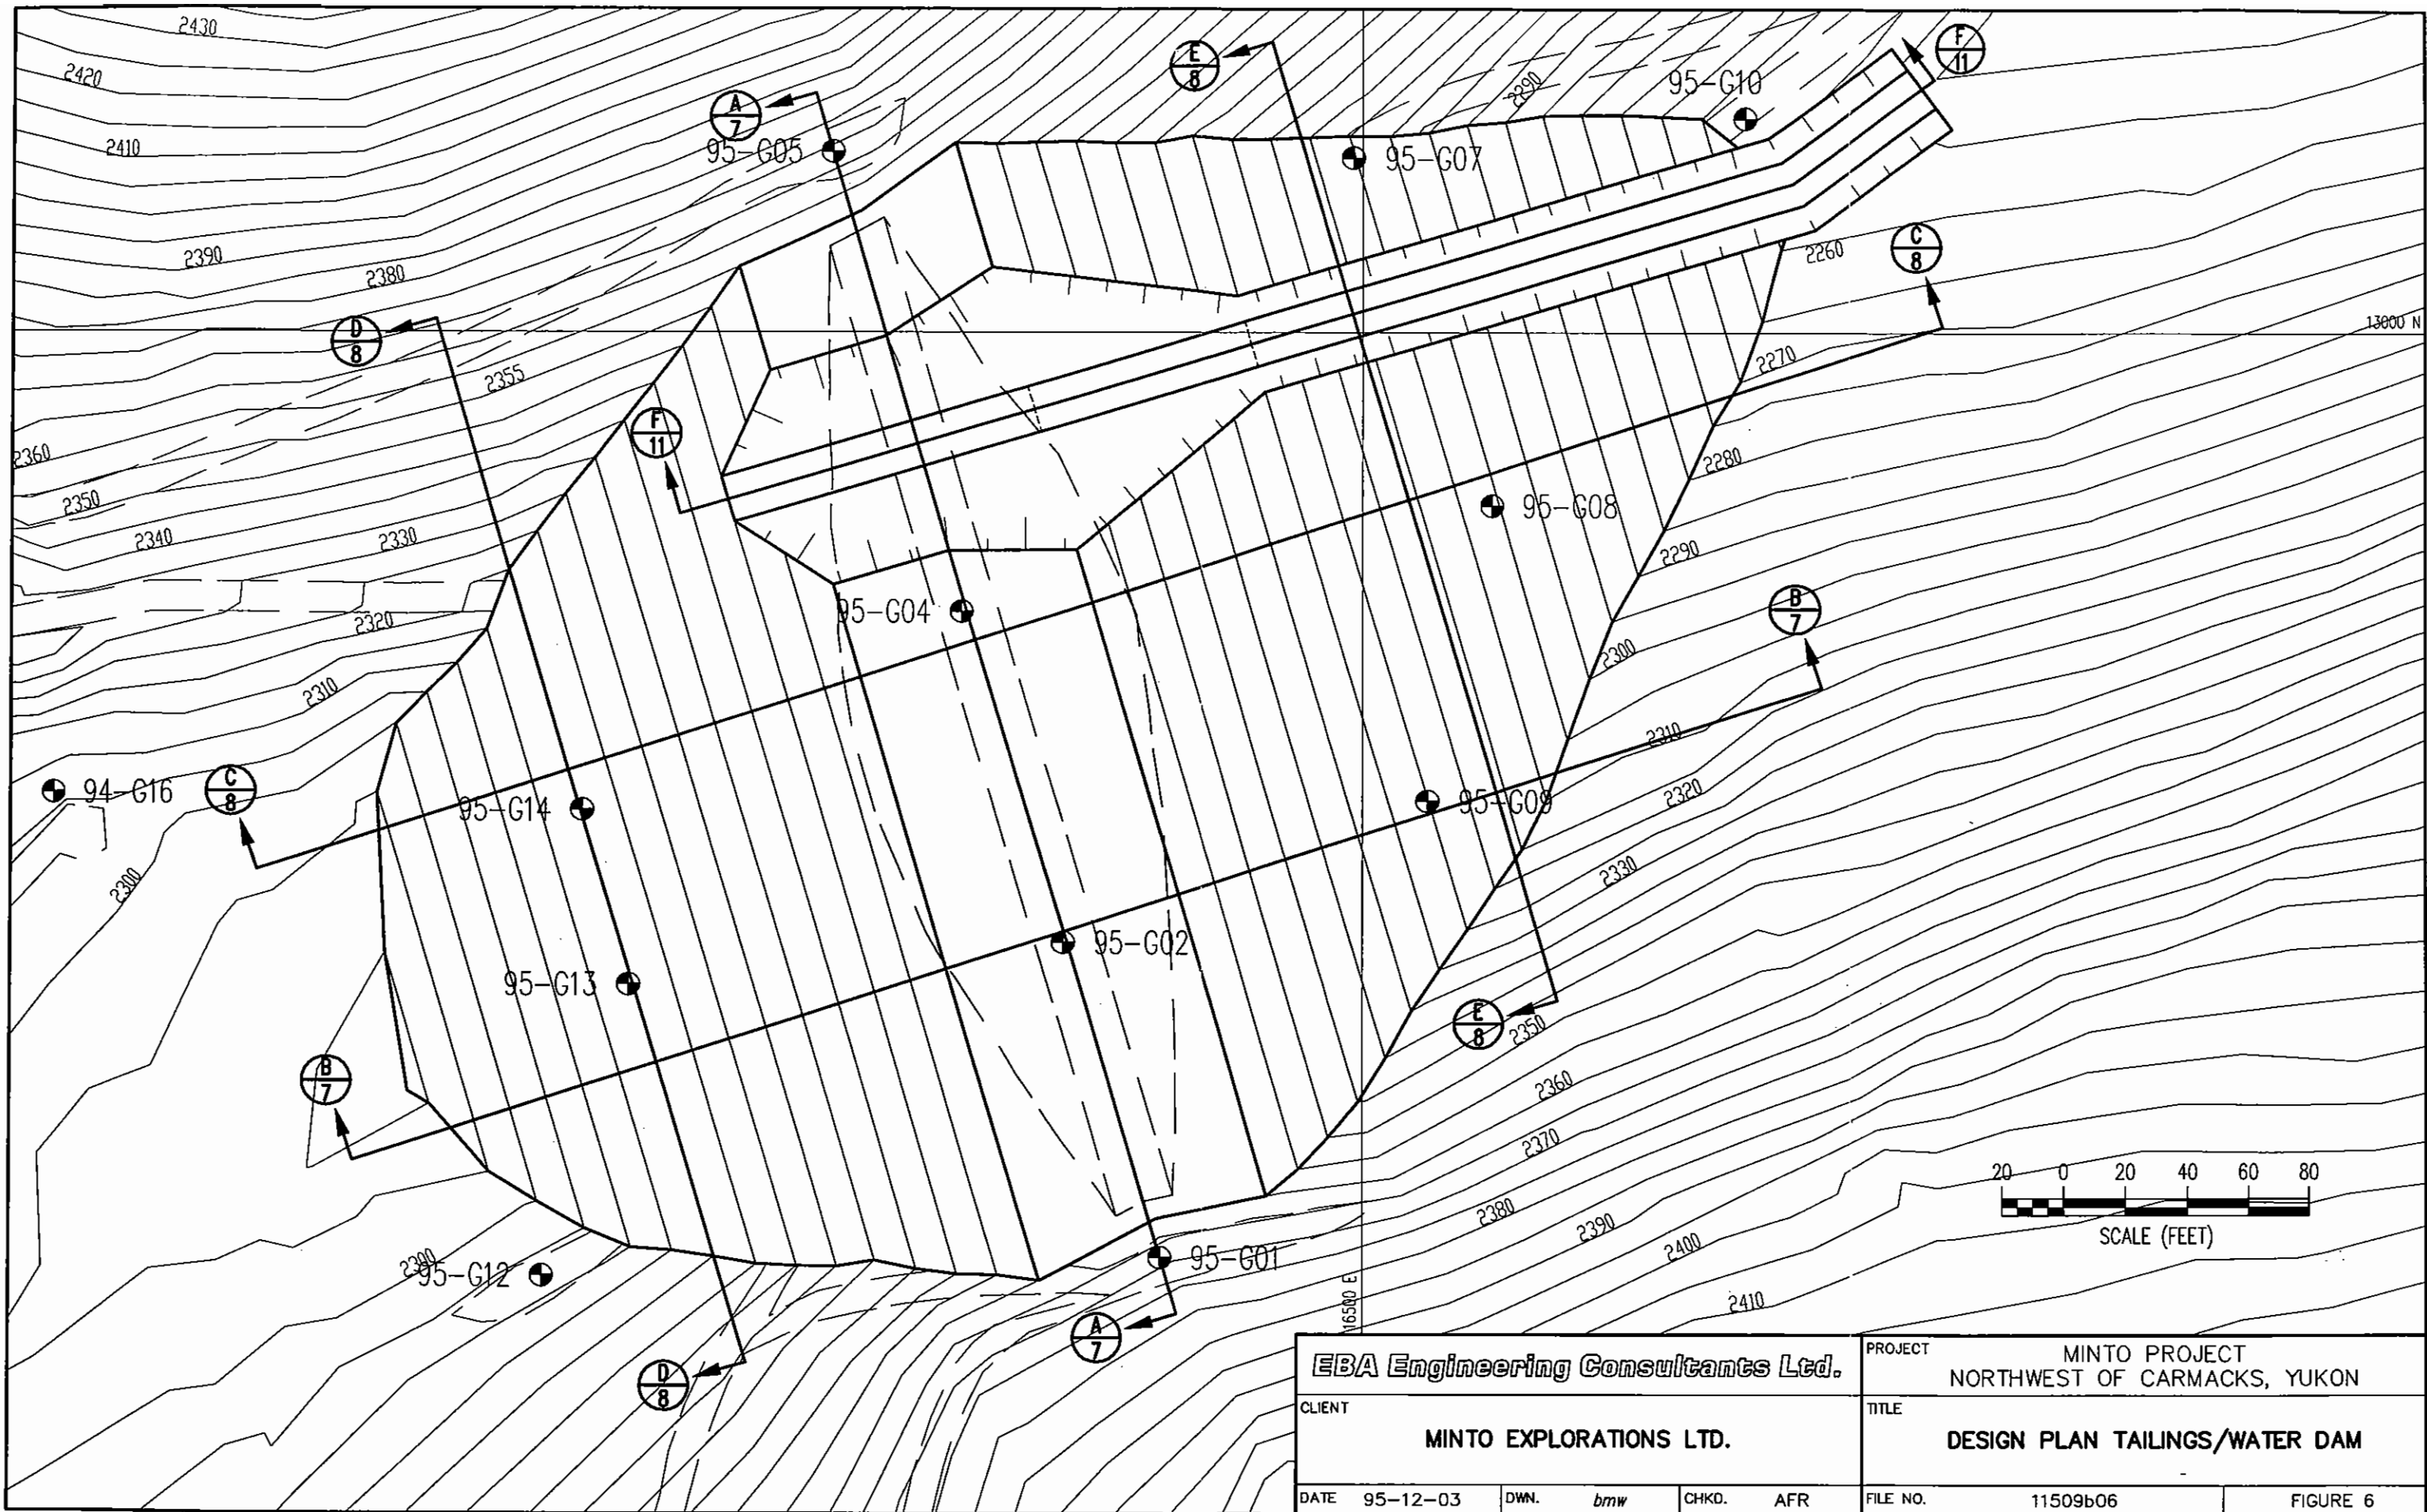 2430
2420
2410
2390
2380
2355
2360
2350
2340
2330
2320
2310
2300
2300
2290
2260
2270
2280
2290
2300
2310
2320
2330
2350
2360
2370
2380
2390
2400
2410
A
7
E
8
F
11
95-G10
95-G05
95-G07
C
8
13000 N
D
8
F
11
95-G08
95-G04
B
7
94-G16
C
8
95-G14
95-G09
95-G02
95-G13
E
8
B
7
95-G12
95-G01
A
7
D
8
16500 E
20 0 20 40 60 80
SCALE (FEET)
EBA Engineering Consultants Ltd.
CLIENT
MINTO EXPLORATIONS LTD.
DATE 95-12-03 DWN. bmw CHKD. AFR
PROJECT
MINTO PROJECT
NORTHWEST OF CARMACKS, YUKON
TITLE
DESIGN PLAN TAILINGS/WATER DAM
FILE NO. 11509b06 FIGURE 6